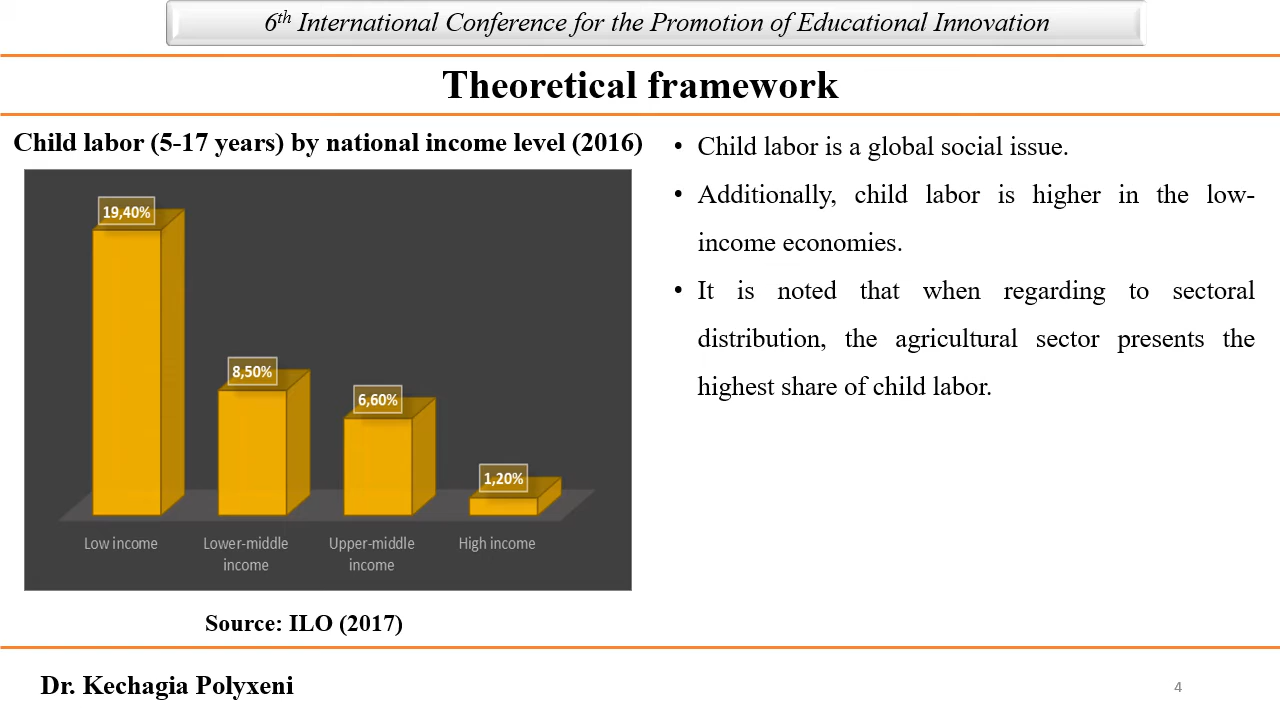 6th International Conference for the Promotion of Educational Innovation
Theoretical framework
Child labor (5-17 years) by national income level (2016)
19,40%
8,50%
6,60%
1,20%
Low income
Lower-middle
income
Upper-middle
income
High income
Source: ILO (2017)
• Child labor is a global social issue.
• Additionally, child labor is higher in the low-
income economies.
• It is noted that when regarding to sectoral
distribution, the agricultural sector presents the
highest share of child labor.
Dr. Kechagia Polyxeni
4